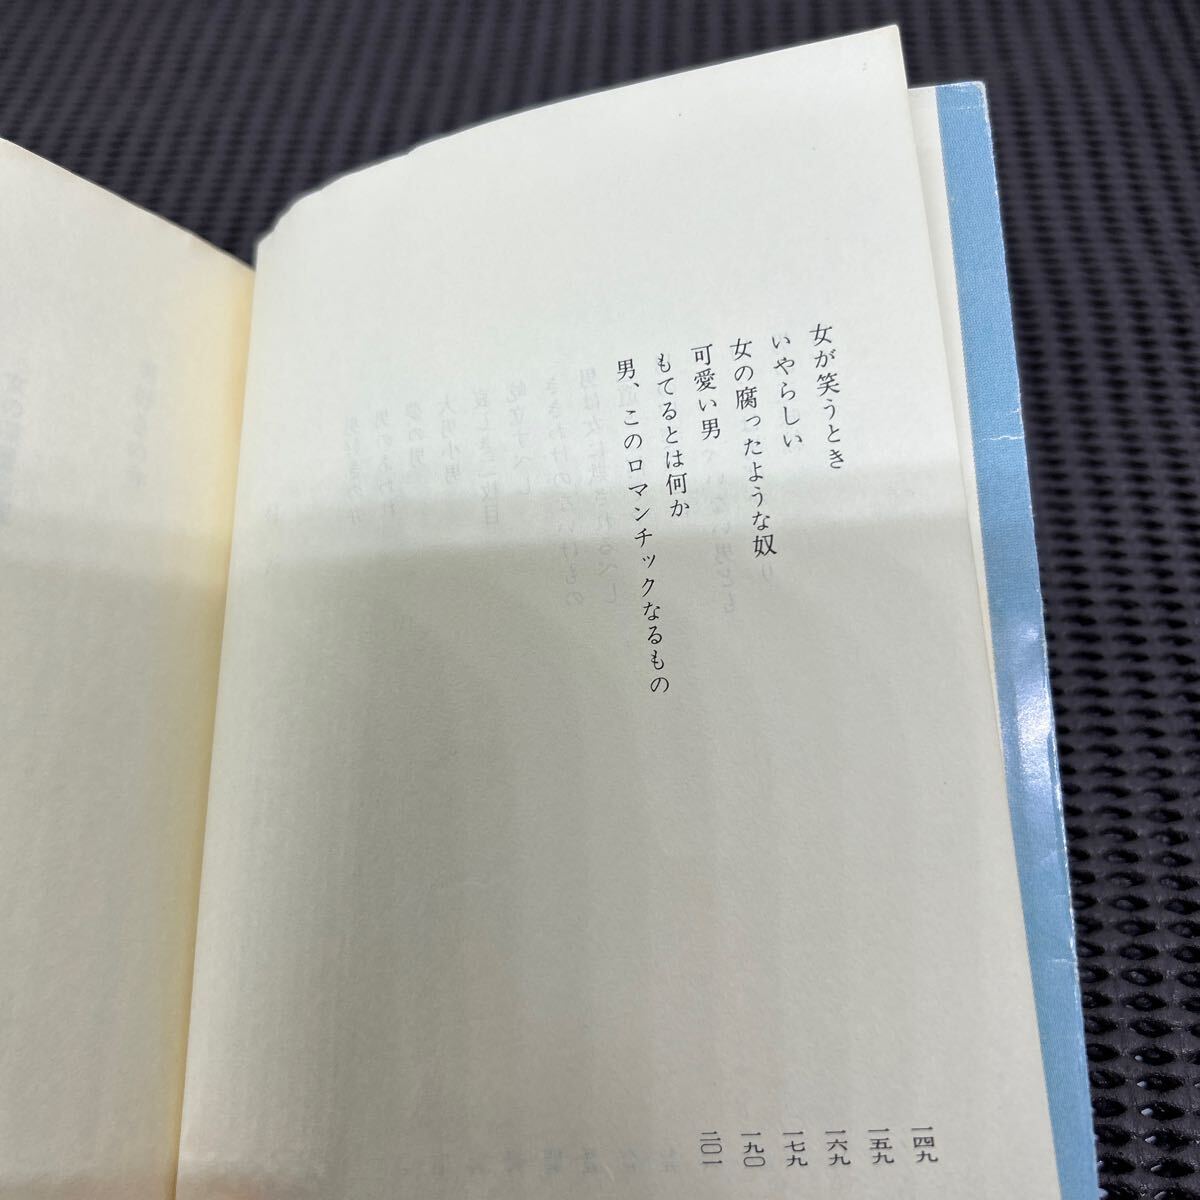 女が笑うとき
いやらしい
女の腐ったような奴
可愛い男
もてるとは何か
男、このロマンチックなるもの
一四九
一五九
一六九
一七九
一九〇
二〇一